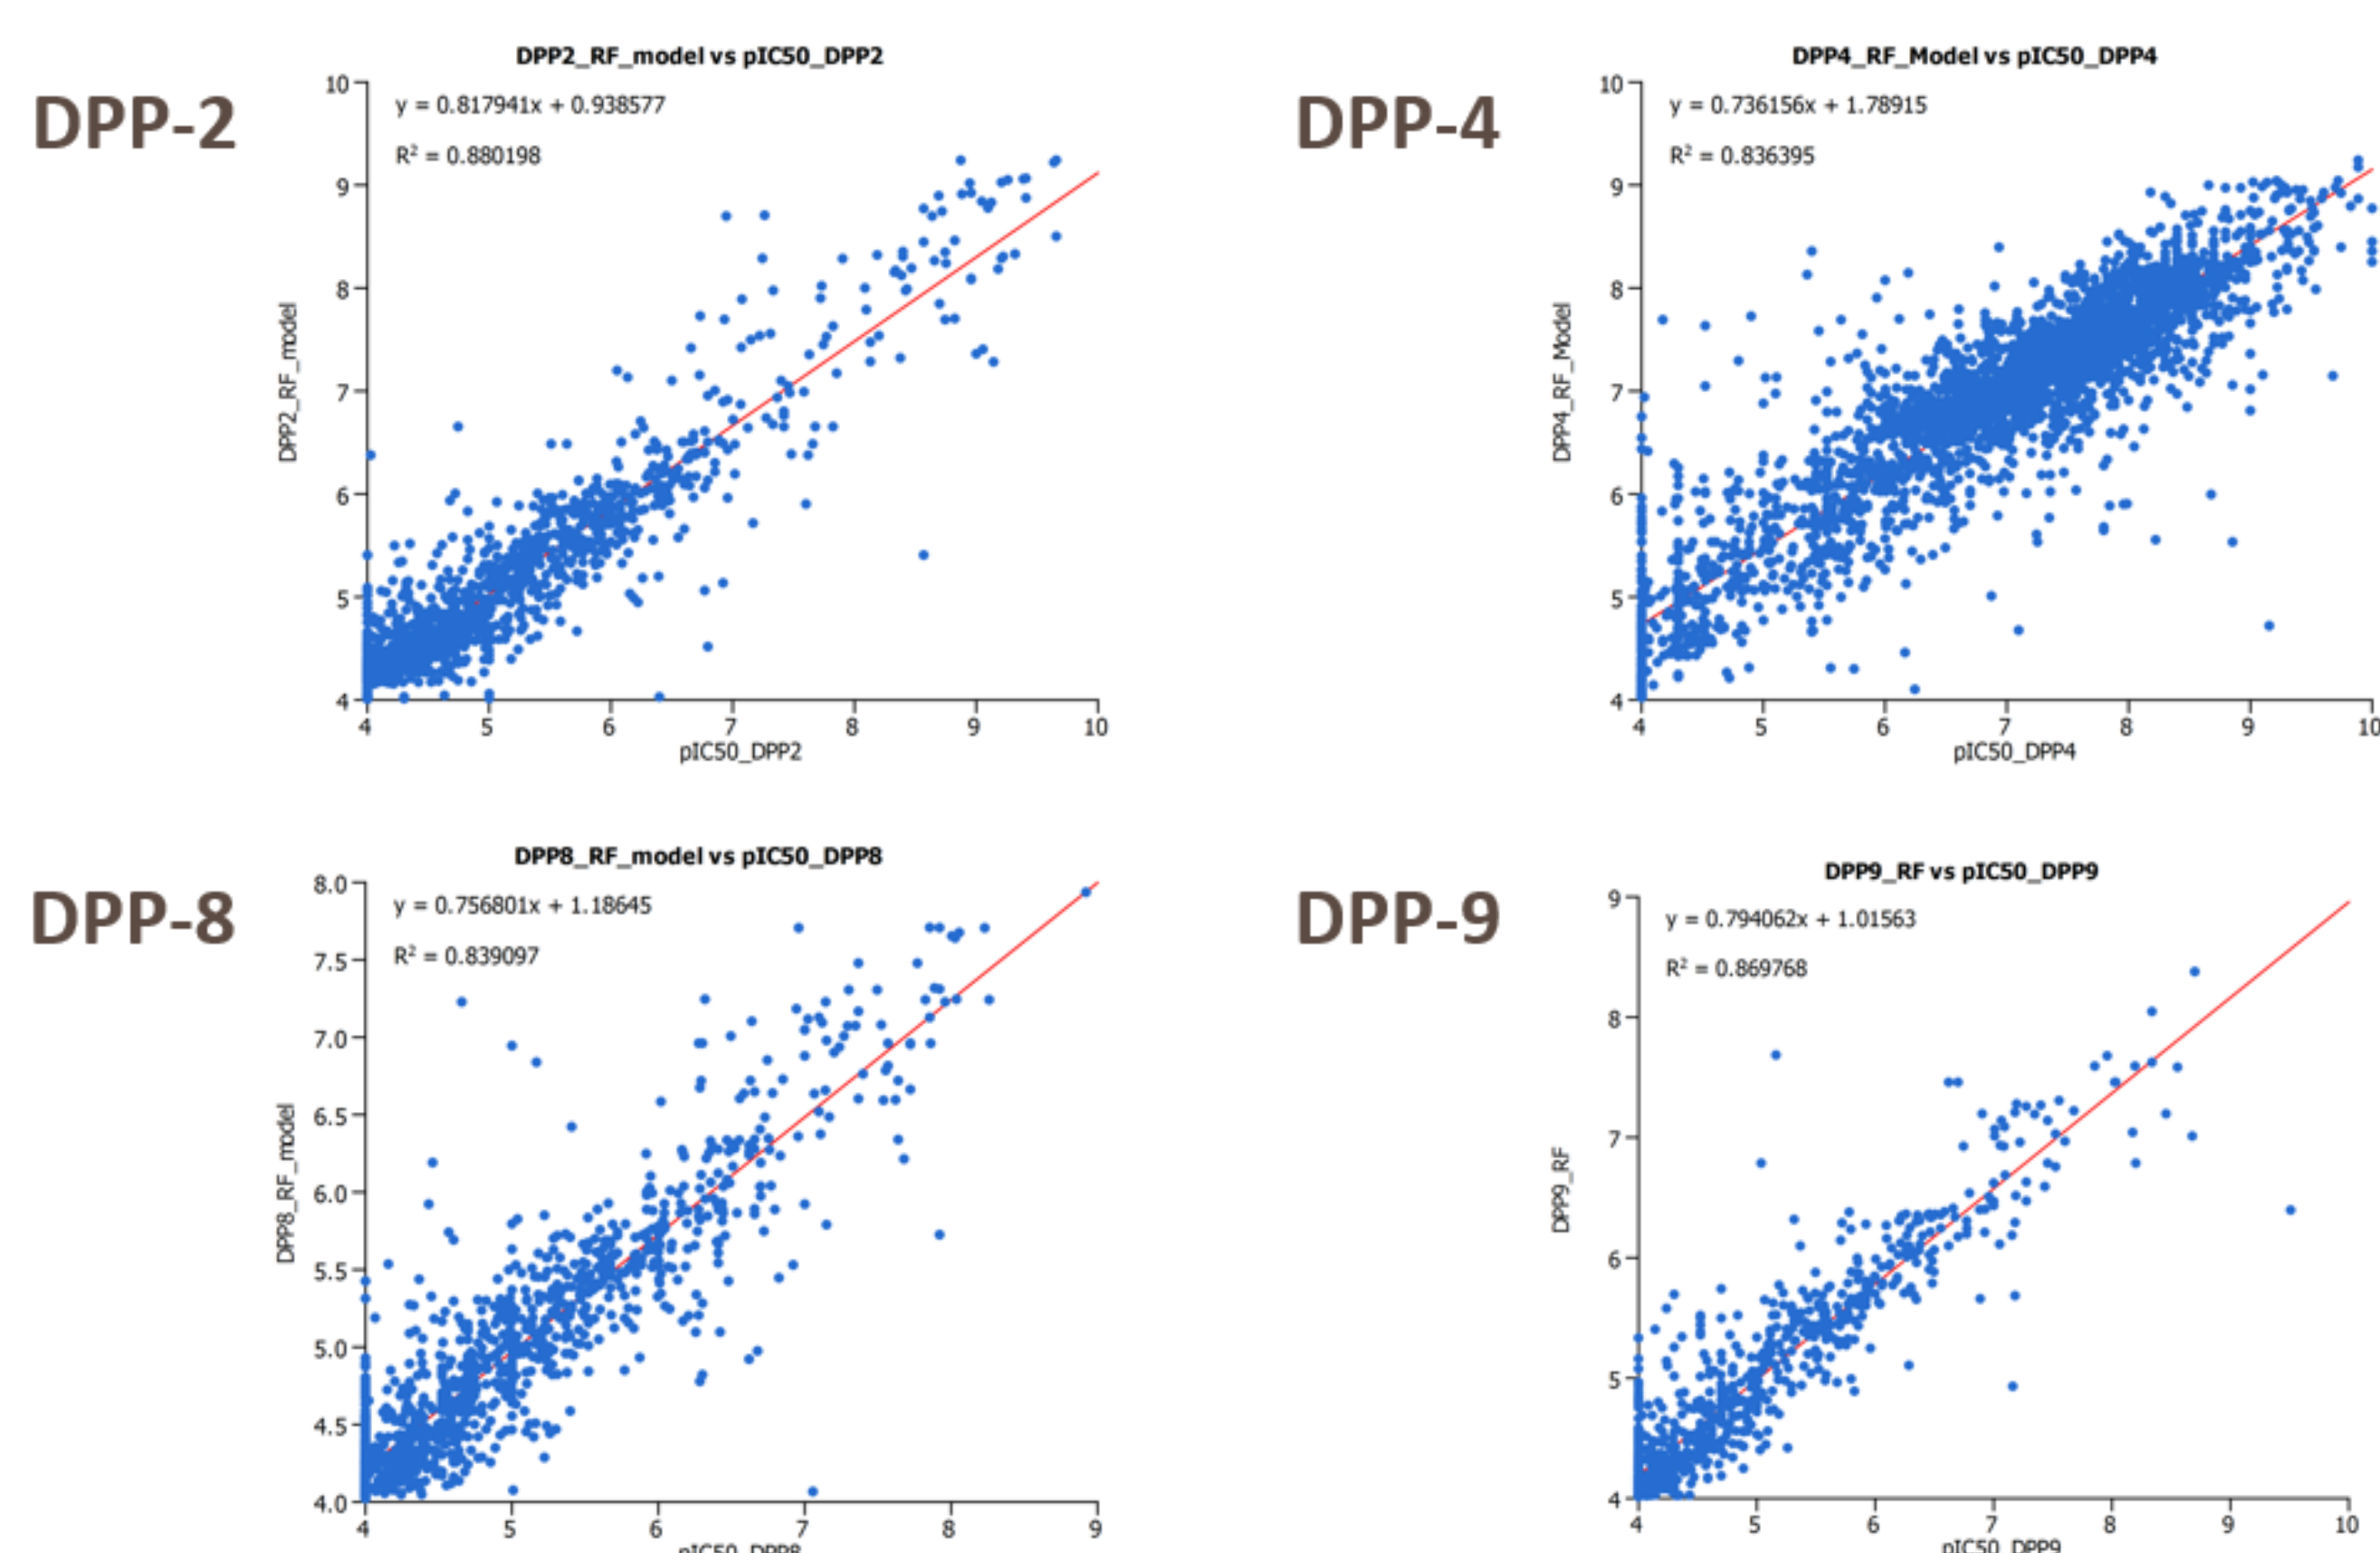 DPP-2
DPP2_RF_model vs pIC50_DPP2
y = 0.817941x + 0.938577
R² = 0.880198
DPP2_RF_model
10
9
8
7
6
5
4
4 5 6 7 8 9 10
pIC50_DPP2
DPP-4
DPP4_RF_Model vs pIC50_DPP4
y = 0.736156x + 1.78915
R² = 0.836395
DPP4_RF_Model
10
9
8
7
6
5
4
4 5 6 7 8 9 10
pIC50_DPP4
DPP-8
DPP8_RF_model vs pIC50_DPP8
y = 0.756801x + 1.18645
R² = 0.839097
DPP8_RF_model
8.0
7.5
7.0
6.5
6.0
5.5
5.0
4.5
4.0
4 5 6 7 8 9
pIC50_DPP8
DPP-9
DPP9_RF vs pIC50_DPP9
y = 0.794062x + 1.01563
R² = 0.869768
DPP9_RF
9
8
7
6
5
4
4 5 6 7 8 9 10
pIC50_DPP9